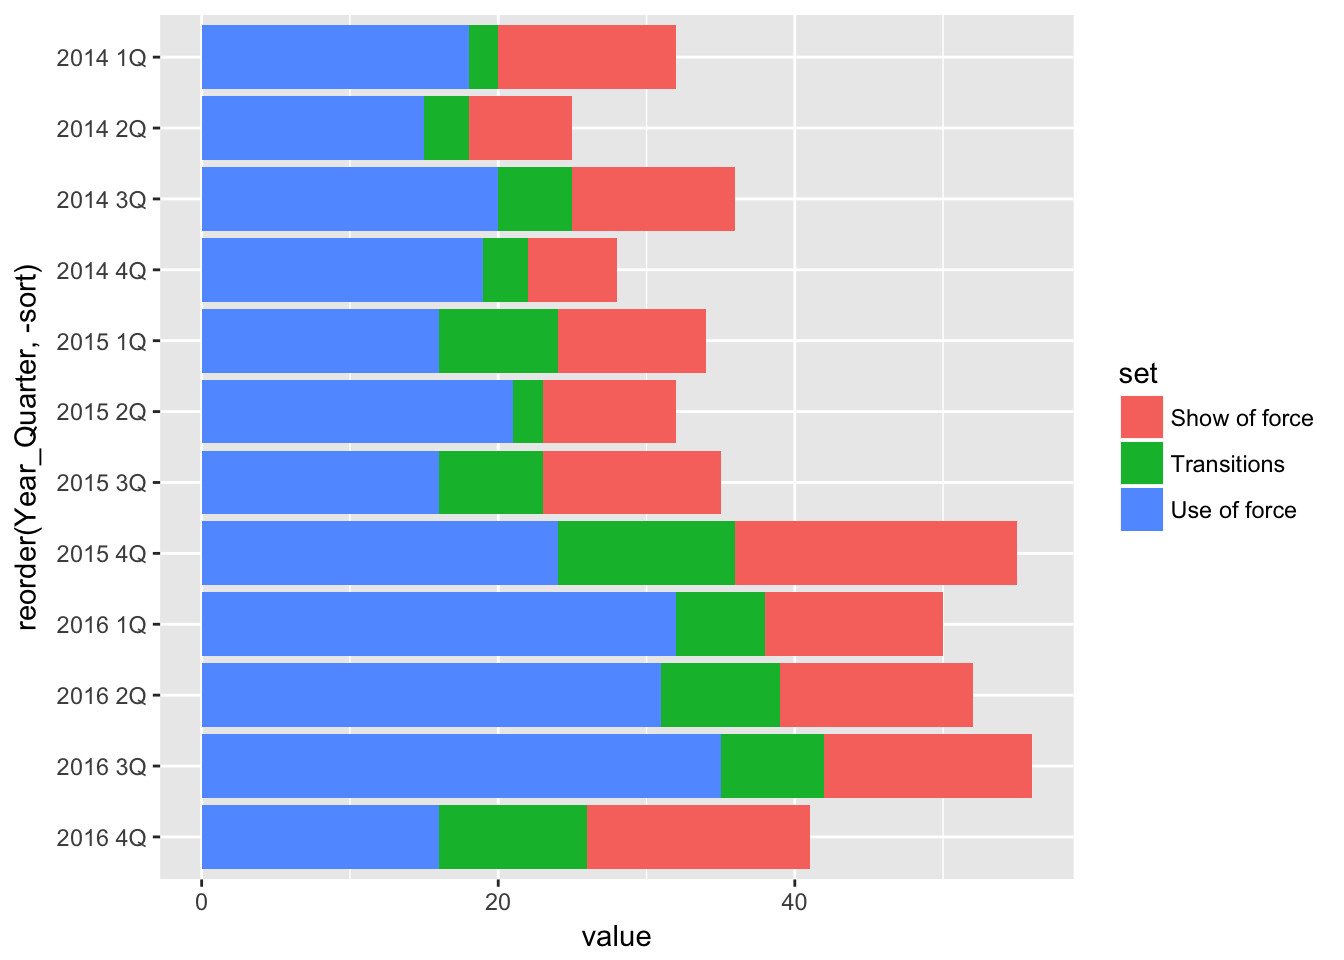 reorder(Year_Quarter, -sort)
2014 1Q
2014 2Q
2014 3Q
2014 4Q
2015 1Q
2015 2Q
2015 3Q
2015 4Q
2016 1Q
2016 2Q
2016 3Q
2016 4Q
0
20
40
value
set
Show of force
Transitions
Use of force